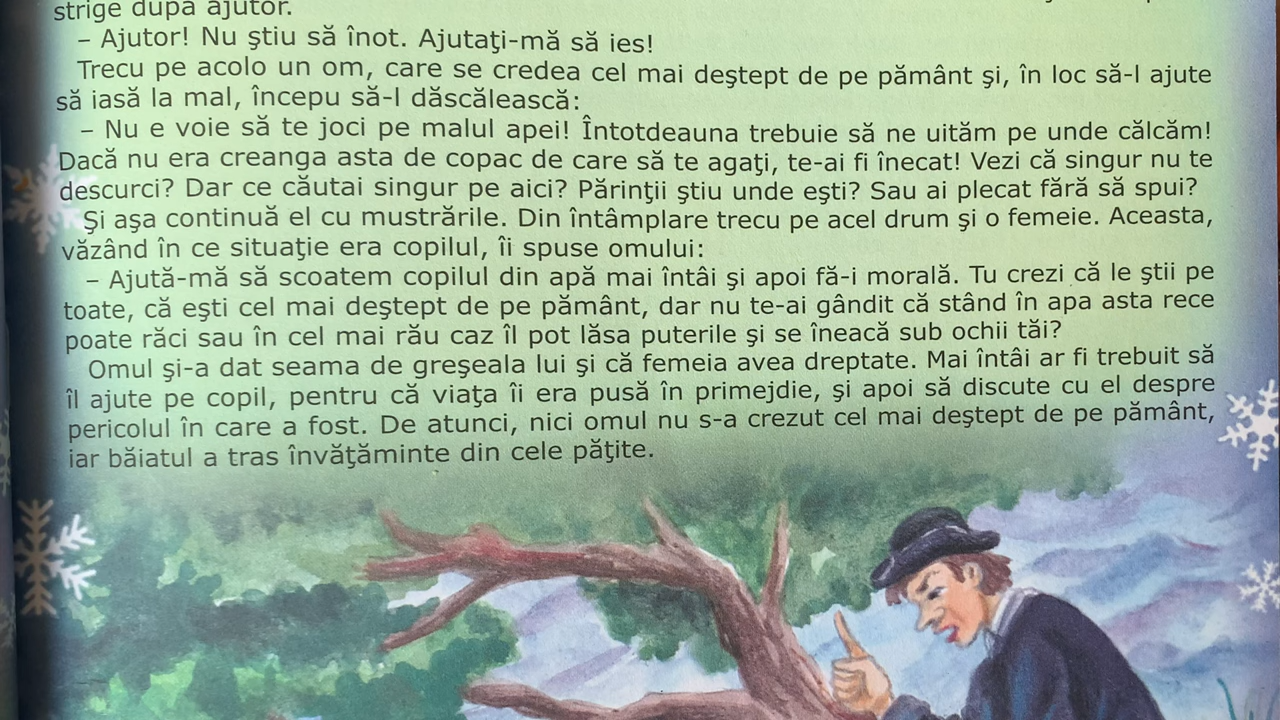 strige după ajutor.
– Ajutor! Nu ştiu să înot. Ajutaţi-mă să ies!
Trecu pe acolo un om, care se credea cel mai deştept de pe pământ şi, în loc să-l ajute
să iasă la mal, începu să-l dăscălească:
– Nu e voie să te joci pe malul apei! Întotdeauna trebuie să ne uităm pe unde călcăm!
Dacă nu era creanga asta de copac de care să te agaţi, te-ai fi înecat! Vezi că singur nu te
descurci? Dar ce căutai singur pe aici? Părinţii ştiu unde eşti? Sau ai plecat fără să spui?
Şi aşa continuă el cu mustrările. Din întâmplare trecu pe acel drum şi o femeie. Aceasta,
văzând în ce situaţie era copilul, îi spuse omului:
– Ajută-mă să scoatem copilul din apă mai întâi şi apoi fă-i morală. Tu crezi că le ştii pe
toate, că eşti cel mai deştept de pe pământ, dar nu te-ai gândit că stând în apa asta rece
poate răci sau în cel mai rău caz îl pot lăsa puterile şi se îneacă sub ochii tăi?
Omul şi-a dat seama de greşeala lui şi că femeia avea dreptate. Mai întâi ar fi trebuit să
îl ajute pe copil, pentru că viaţa îi era pusă în primejdie, şi apoi să discute cu el despre
pericolul în care a fost. De atunci, nici omul nu s-a crezut cel mai deştept de pe pământ,
iar băiatul a tras învăţăminte din cele păţite.